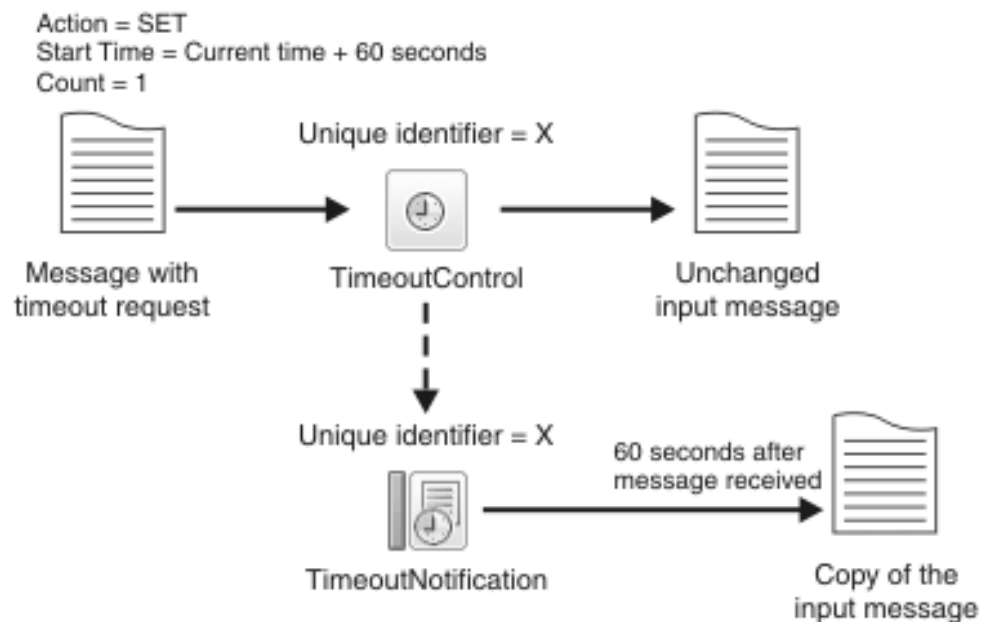 Action = SET
Start Time = Current time + 60 seconds
Count = 1
Unique identifier = X
Message with
timeout request
TimeoutControl
Unchanged
input message
Unique identifier = X
60 seconds after
message received
TimeoutNotification
Copy of the
input message